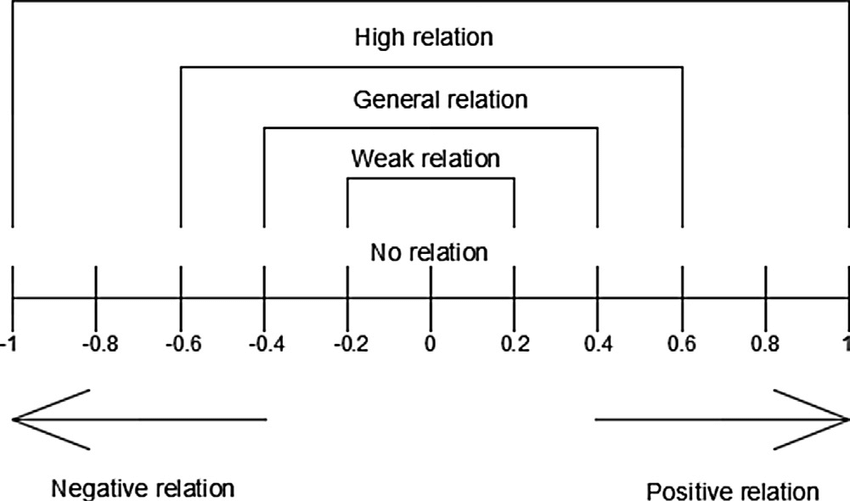 High relation
General relation
Weak relation
No relation
-1 -0.8 -0.6 -0.4 -0.2 0 0.2 0.4 0.6 0.8 1
Negative relation
Positive relation